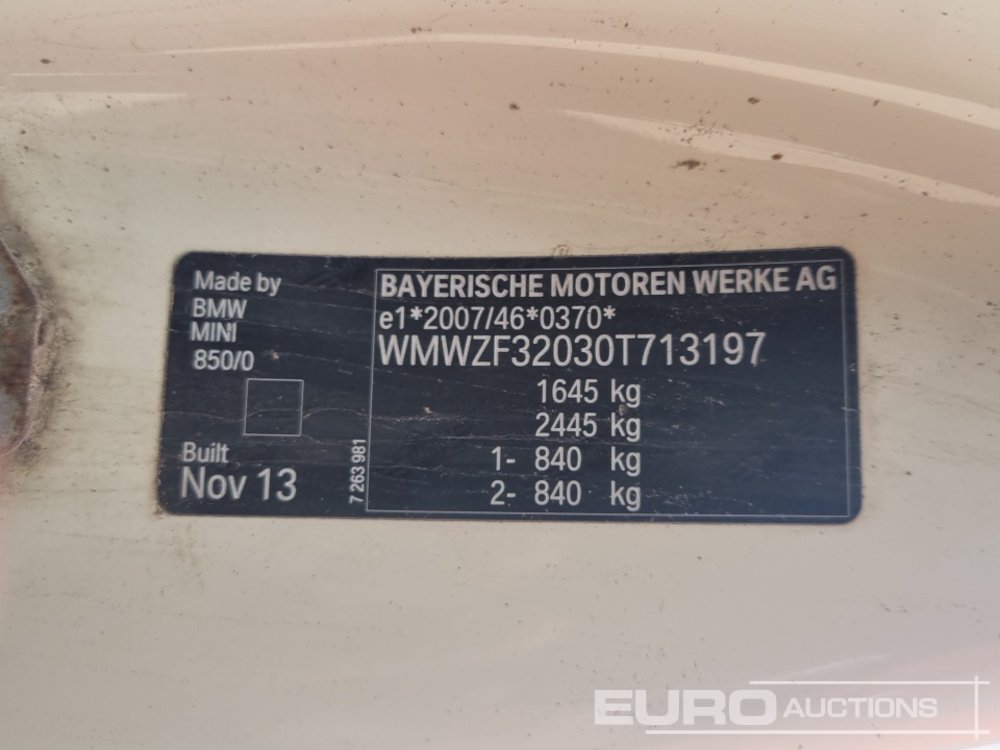 Made by
BMW
MINI
850/0
Built
Nov 13
7 263 981
BAYERISCHE MOTOREN WERKE AG
e1*2007/46*0370*
WMWZF32030T713197
1645 kg
2445 kg
1- 840 kg
2- 840 kg
EURO AUCTIONS